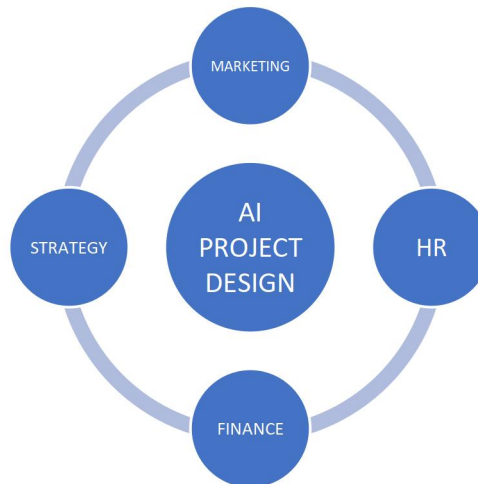 MARKETING
STRATEGY
AI
PROJECT
DESIGN
HR
FINANCE